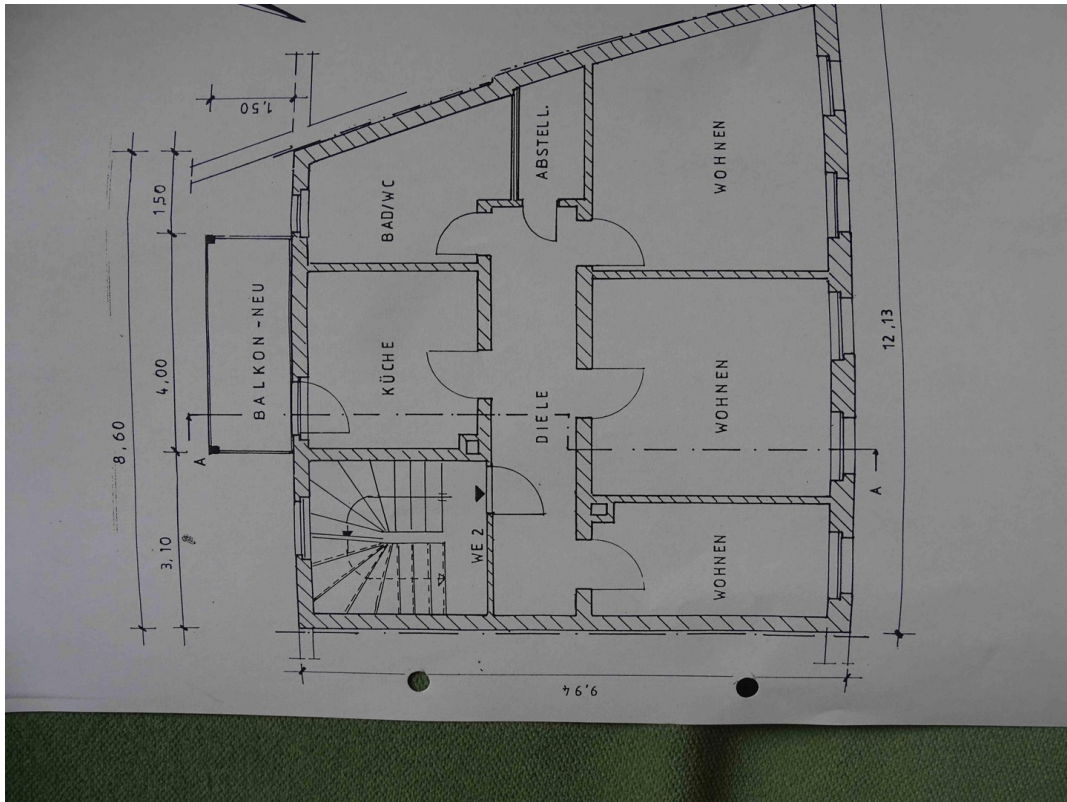 8,60
3,10
4,00
1,50
1,50
A
BALKON - NEU
KÜCHE
BAD/WC
ABSTELL.
WE 2
DIELE
WOHNEN
WOHNEN
WOHNEN
A
12,13
9,94